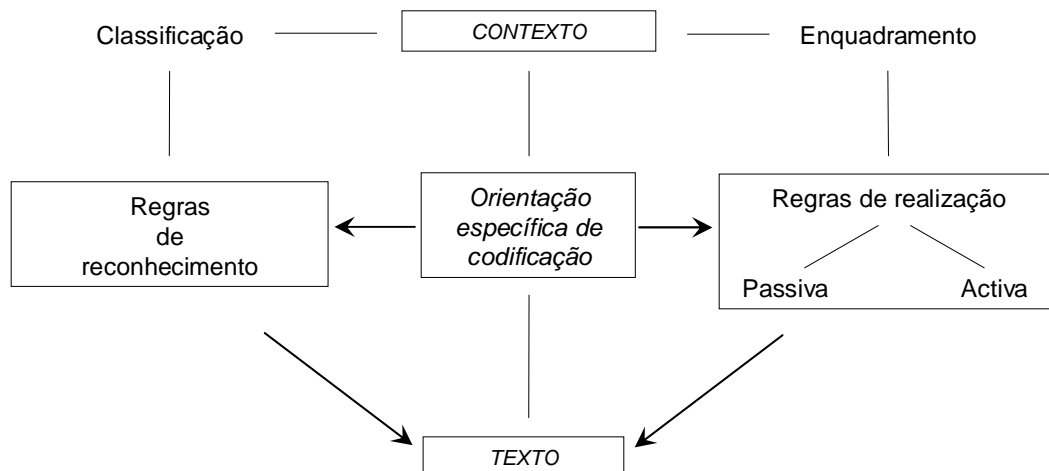 Classificação
CONTEXTO
Enquadramento
Regras
de
reconhecimento
Orientação
específica de
codificação
Regras de realização
Passiva
Activa
TEXTO